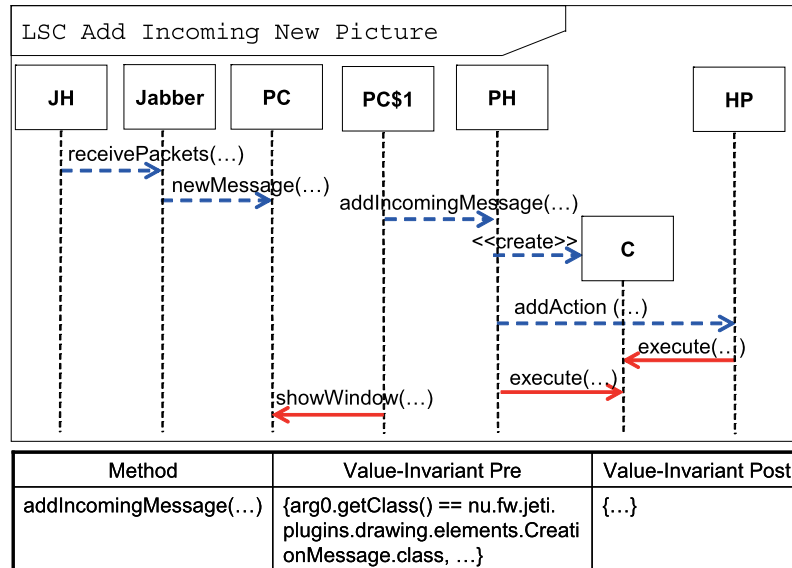 LSC Add Incoming New Picture
JH
Jabber
PC
PC$1
PH
HP
receivePackets(…)
newMessage(…)
addIncomingMessage(…)
<<create>>
C
addAction (…)
execute(…)
execute(…)
showWindow(…)
Method
Value-Invariant Pre
Value-Invariant Post
addIncomingMessage(…)
{arg0.getClass() == nu.fw.jeti.
plugins.drawing.elements.Creati
onMessage.class, …}
{…}